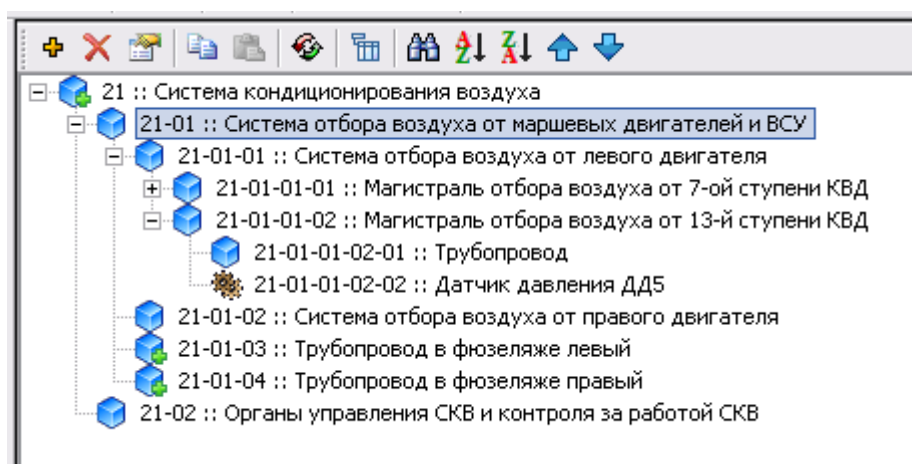 21 :: Система кондиционирования воздуха
21-01 :: Система отбора воздуха от маршевых двигателей и ВСУ
21-01-01 :: Система отбора воздуха от левого двигателя
21-01-01-01 :: Магистраль отбора воздуха от 7-ой ступени КВД
21-01-01-02 :: Магистраль отбора воздуха от 13-й ступени КВД
21-01-01-02-01 :: Трубопровод
21-01-01-02-02 :: Датчик давления ДД5
21-01-02 :: Система отбора воздуха от правого двигателя
21-01-03 :: Трубопровод в фюзеляже левый
21-01-04 :: Трубопровод в фюзеляже правый
21-02 :: Органы управления СКВ и контроля за работой СКВ